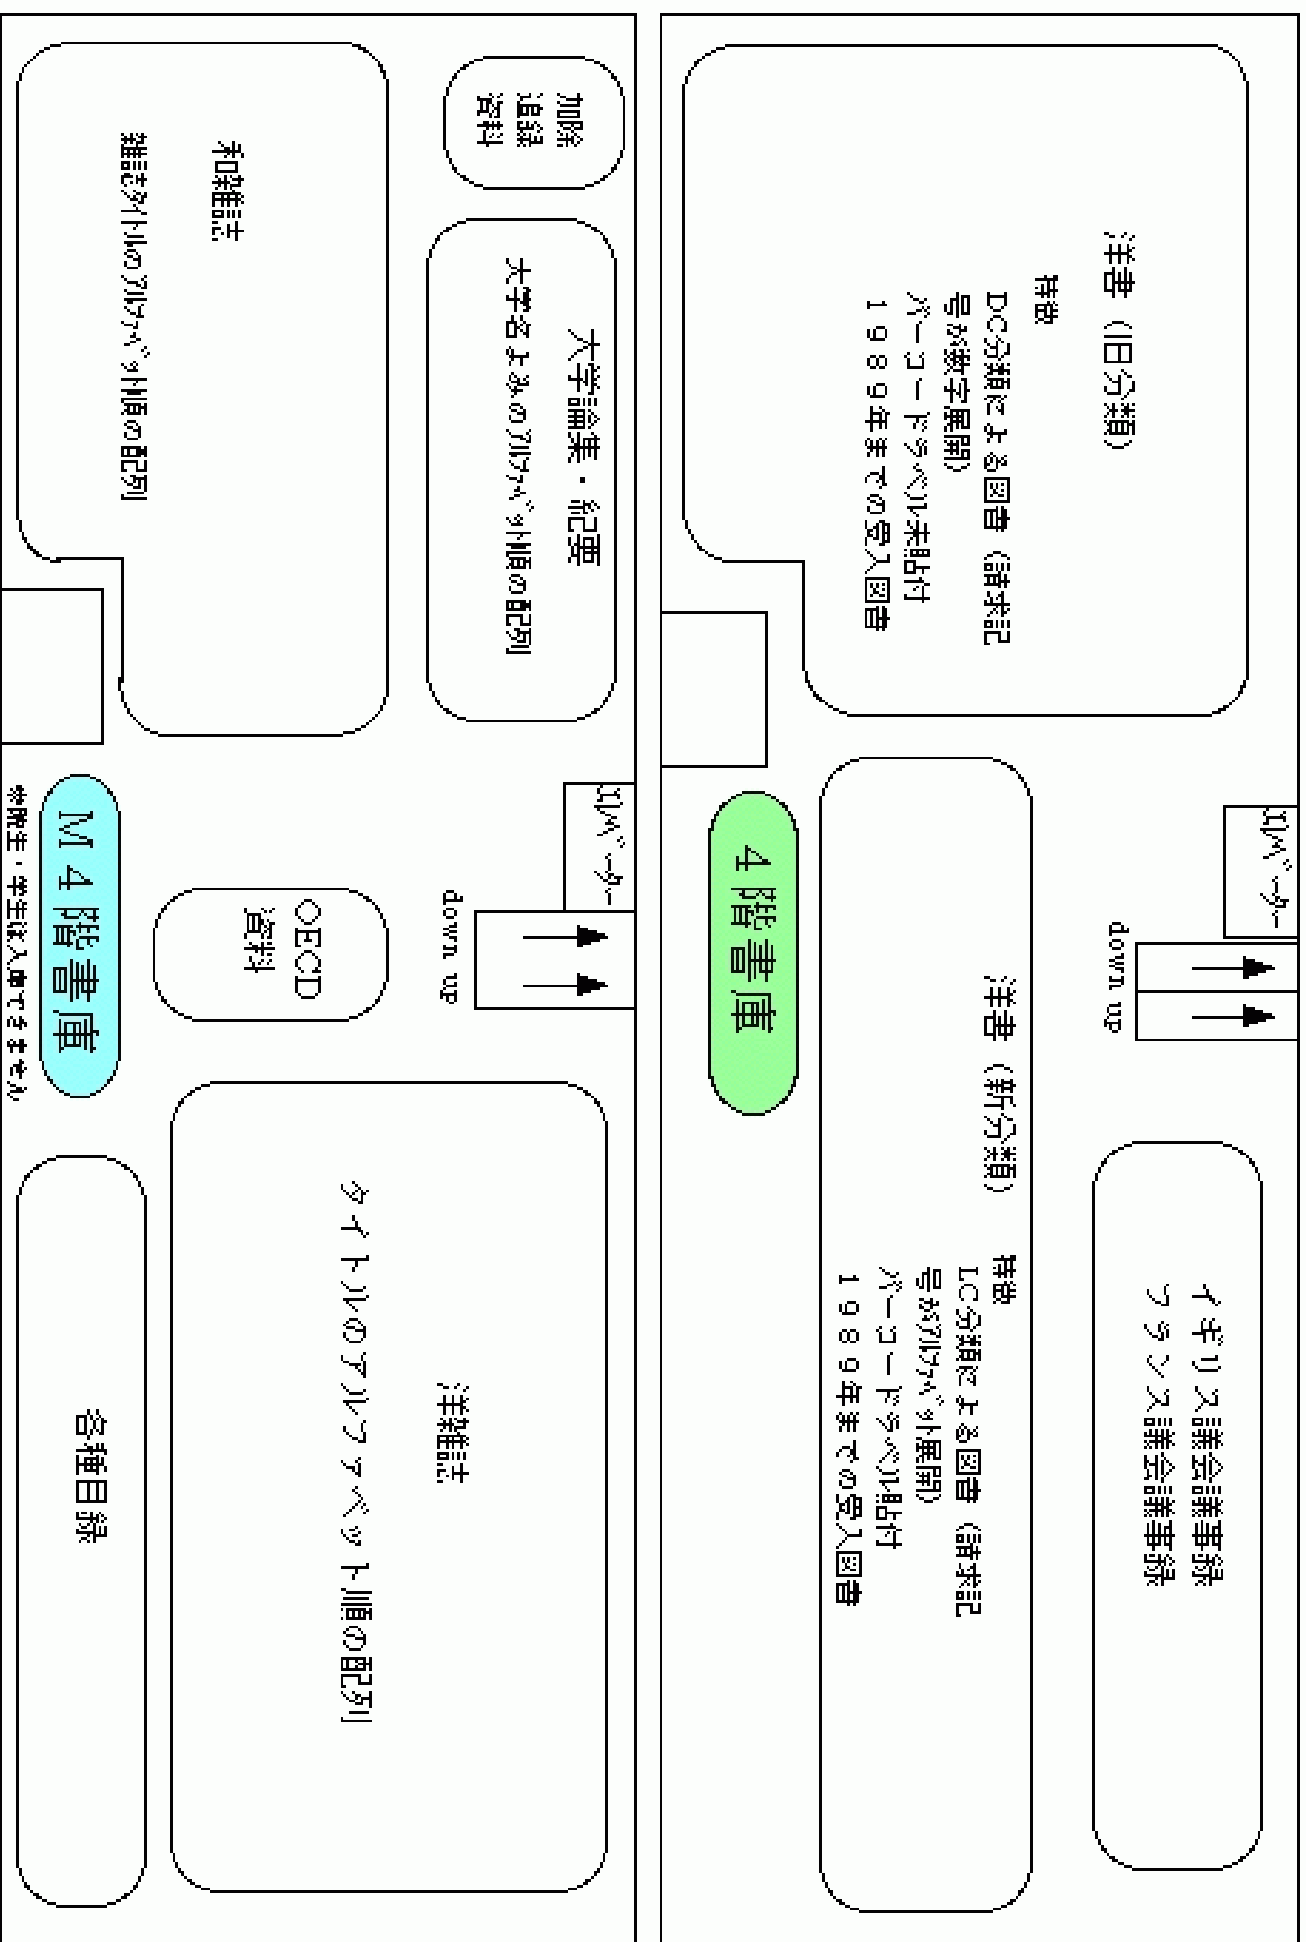 洋書（旧分類）
特徴
DC分類による図書（請求記
号が数字展開）
バーコードラベル未貼付
１９８９年までの受入図書
エレベーター
down up
４階書庫
洋書（新分類）
特徴
LC分類による図書（請求記
号がアルファベット展開）
バーコードラベル貼付
１９８９年までの受入図書
イギリス議会議事録
フランス議会議事録
加除
追録
資料
大学論集・紀要
大学名よみのアルファベット順の配列
和雑誌
雑誌タイトルのアルファベット順の配列
エレベーター
down up
OECD
資料
M４階書庫
学生は入庫できません
洋雑誌
タイトルのアルファベット順の配列
各種目録